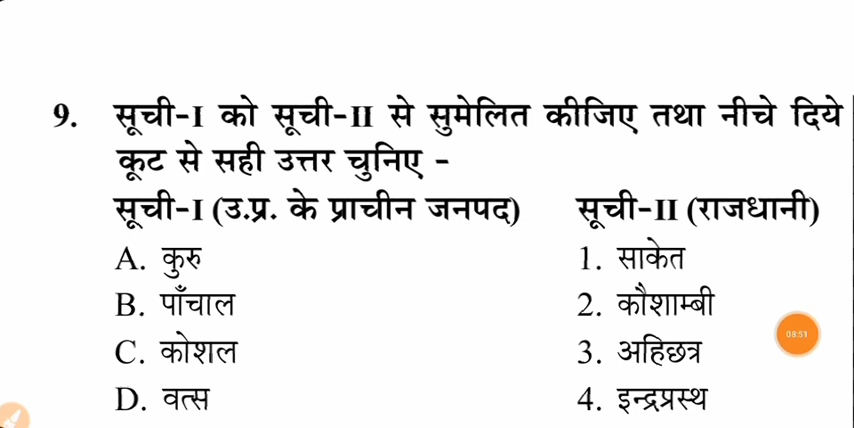 9. सूची-I को सूची-II से सुमेलित कीजिए तथा नीचे दिये
कूट से सही उत्तर चुनिए -
सूची-I (उ.प्र. के प्राचीन जनपद) सूची-II (राजधानी)
A. कुरु 1. साकेत
B. पाँचाल 2. कौशाम्बी
C. कोशल 3. अहिछत्र
D. वत्स 4. इन्द्रप्रस्थ
08:51